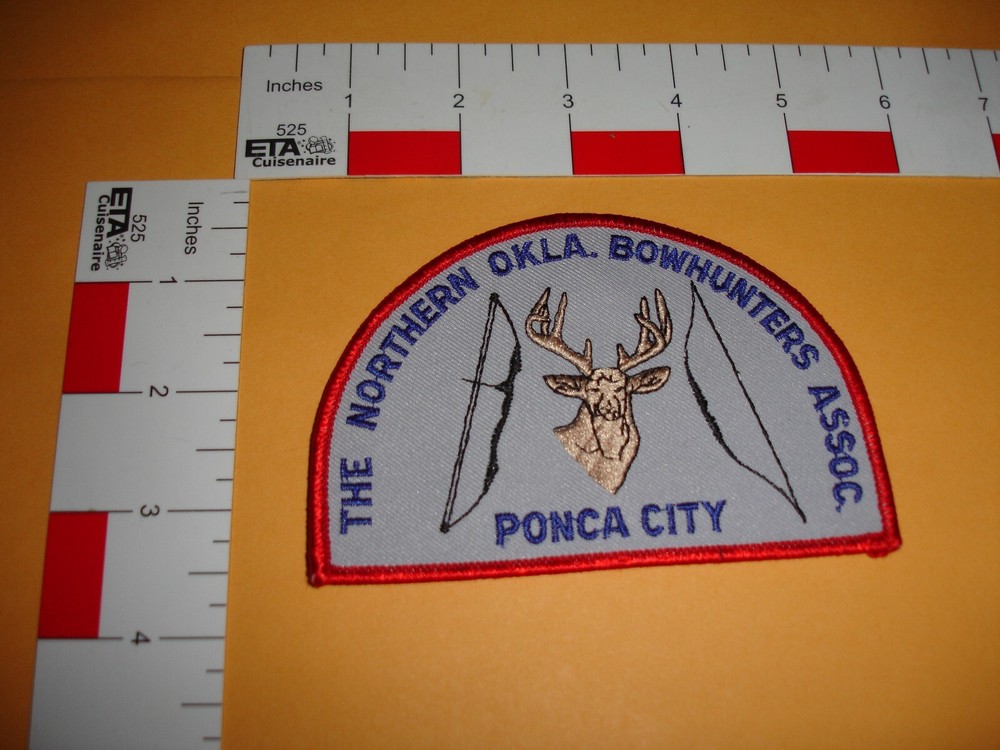 Inches
1 2 3 4 5 6 7
525
ETA
Cuisenaire
525
ETA
Cuisenaire
Inches
1
2
3
4
THE NORTHERN OKLA. BOWHUNTERS ASSOC.
PONCA CITY